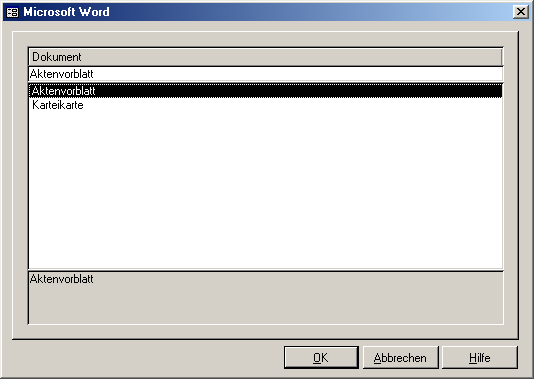 Microsoft Word
Dokument
Aktenvorblatt
Aktenvorblatt
Karteikarte
Aktenvorblatt
OK Abbrechen Hilfe